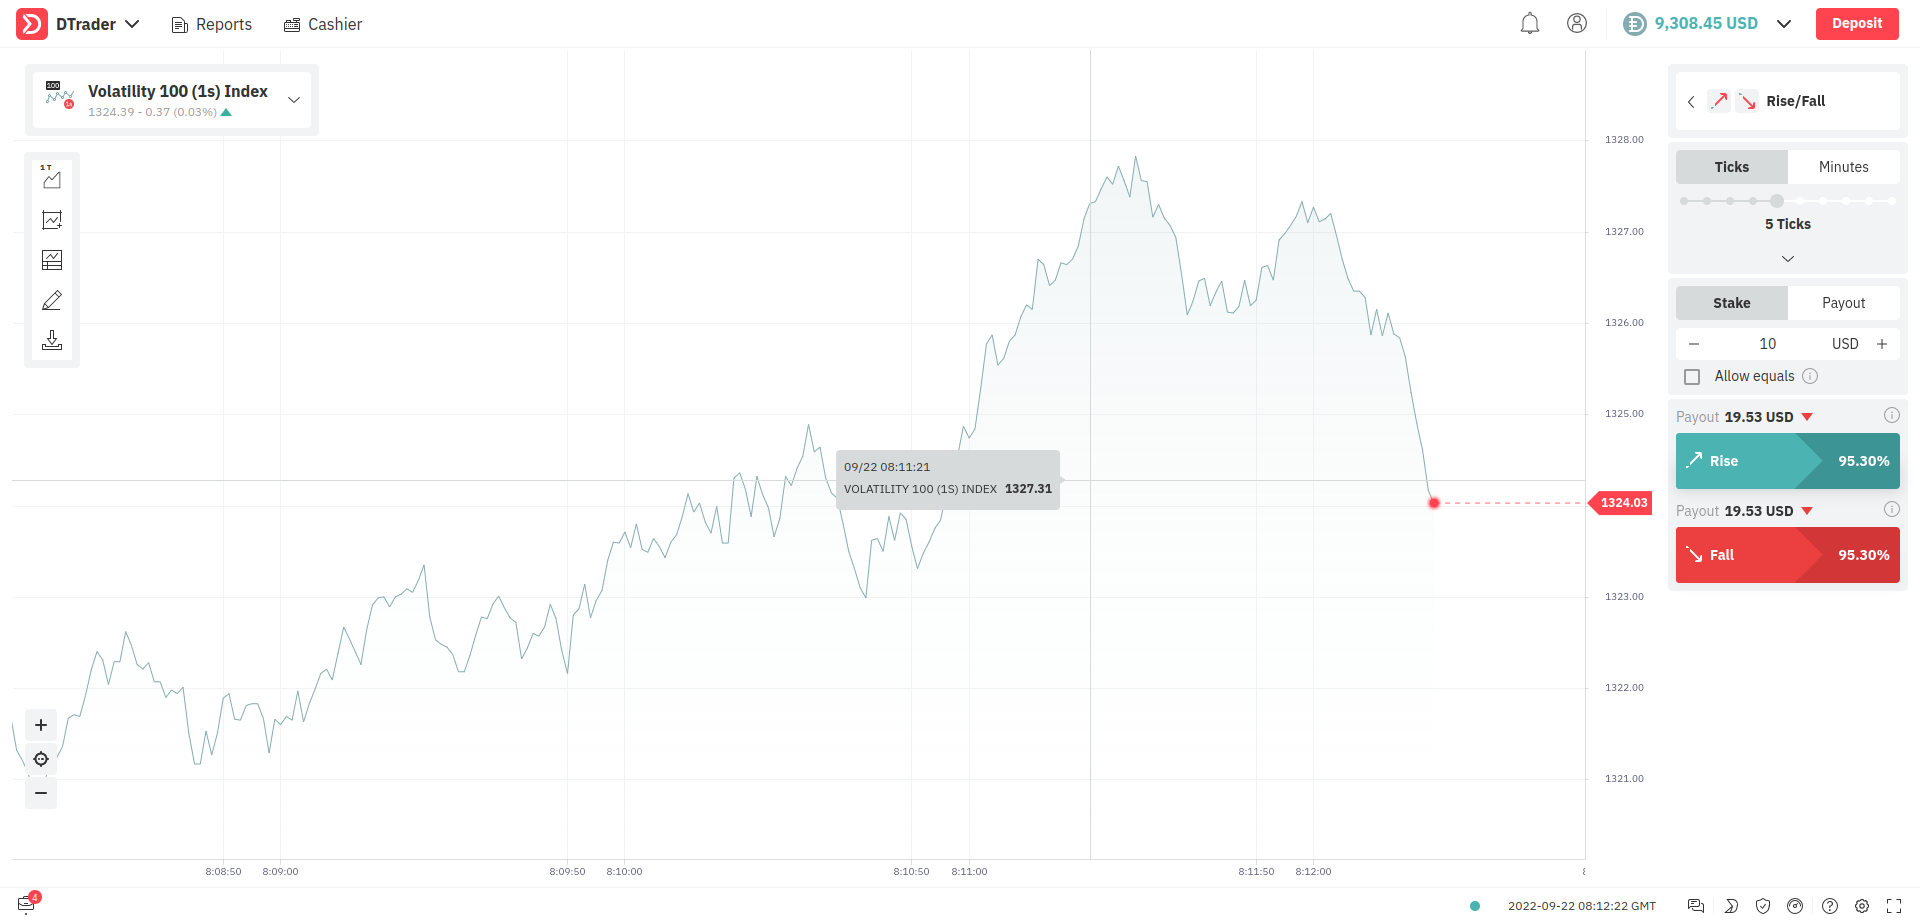 DTrader
Reports
Cashier
9,308.45 USD
Deposit
100
1s
Volatility 100 (1s) Index
1324.39 - 0.37 (0.03%)
1 T
Rise/Fall
Ticks
Minutes
5 Ticks
Stake
Payout
10
USD
Allow equals
Payout 19.53 USD
Rise
95.30%
Payout 19.53 USD
Fall
95.30%
09/22 08:11:21
VOLATILITY 100 (1S) INDEX 1327.31
1328.00
1327.00
1326.00
1325.00
1324.03
1323.00
1322.00
1321.00
8:08:50
8:09:00
8:09:50
8:10:00
8:10:50
8:11:00
8:11:50
8:12:00
4
2022-09-22 08:12:22 GMT